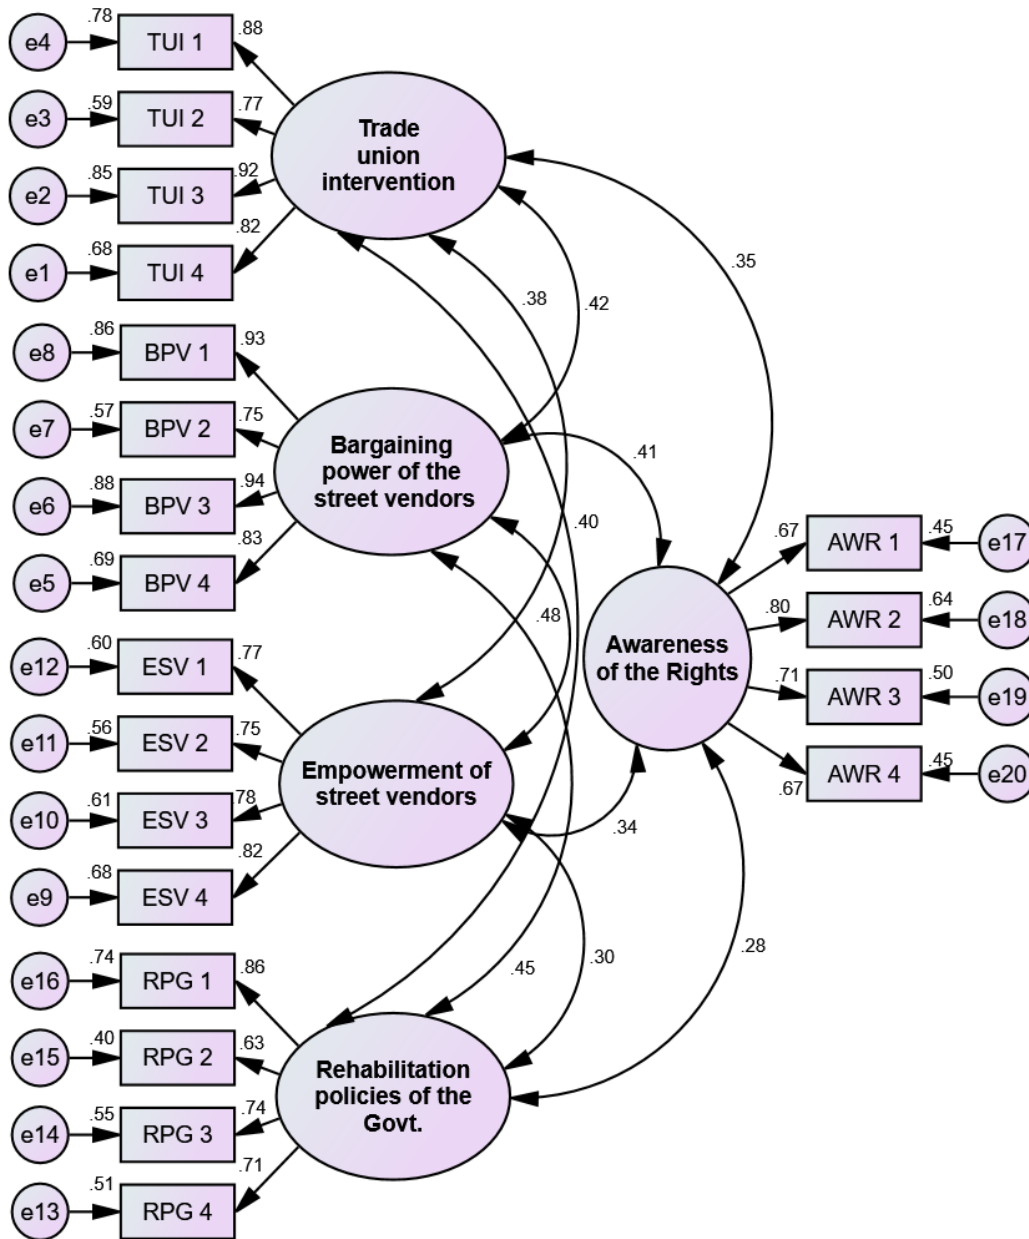 .78
e4
TUI 1
.88
.59
e3
TUI 2
.77
.85
e2
TUI 3
.92
.68
e1
TUI 4
.82
Trade
union
intervention
.86
e8
BPV 1
.93
.57
e7
BPV 2
.75
.88
e6
BPV 3
.94
.69
e5
BPV 4
.83
Bargaining
power of the
street vendors
.60
e12
ESV 1
.77
.56
e11
ESV 2
.75
.61
e10
ESV 3
.78
.68
e9
ESV 4
.82
Empowerment of
street vendors
.74
e16
RPG 1
.86
.40
e15
RPG 2
.63
.55
e14
RPG 3
.74
.51
e13
RPG 4
.71
Rehabilitation
policies of the
Govt.
.35
.38
.42
.41
.40
.48
.34
.45
.30
.28
Awareness
of the Rights
.67
AWR 1
.45
e17
.80
AWR 2
.64
e18
.71
AWR 3
.50
e19
.67
AWR 4
.45
e20